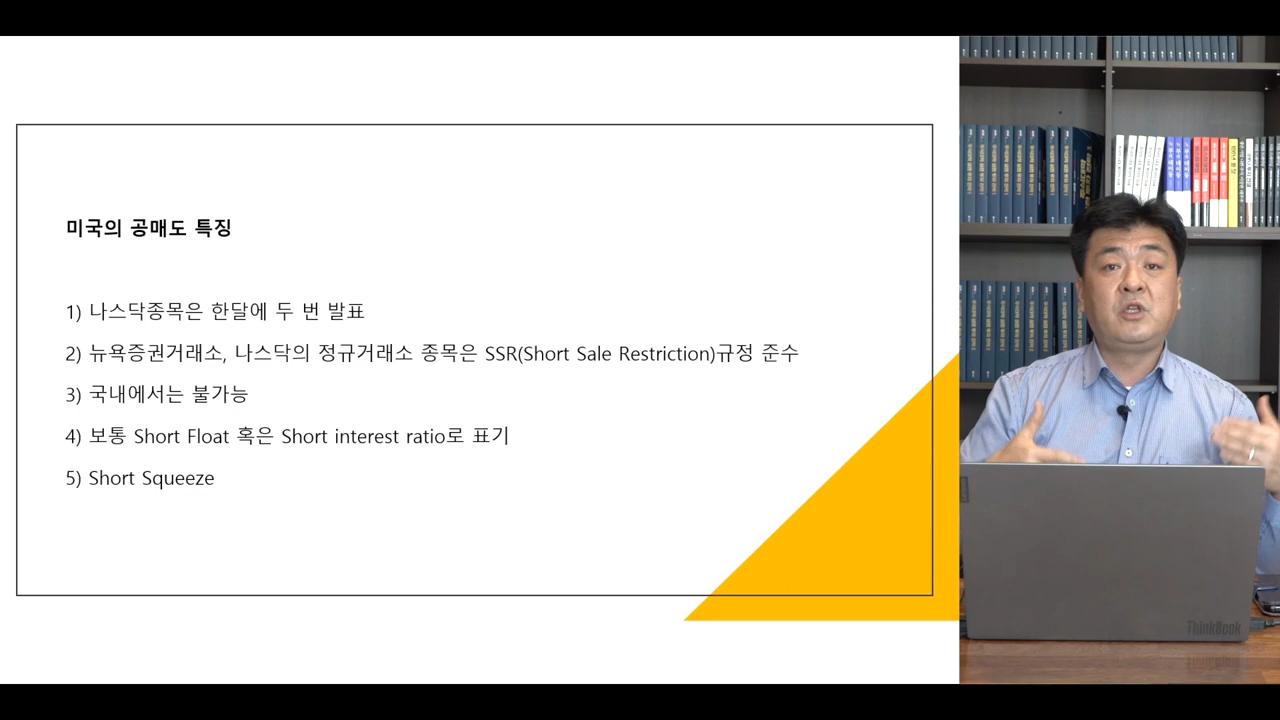 미국의 공매도 특징
1) 나스닥종목은 한달에 두 번 발표
2) 뉴욕증권거래소, 나스닥의 정규거래소 종목은 SSR(Short Sale Restriction)규정 준수
3) 국내에서는 불가능
4) 보통 Short Float 혹은 Short interest ratio로 표기
5) Short Squeeze
ThinkBook